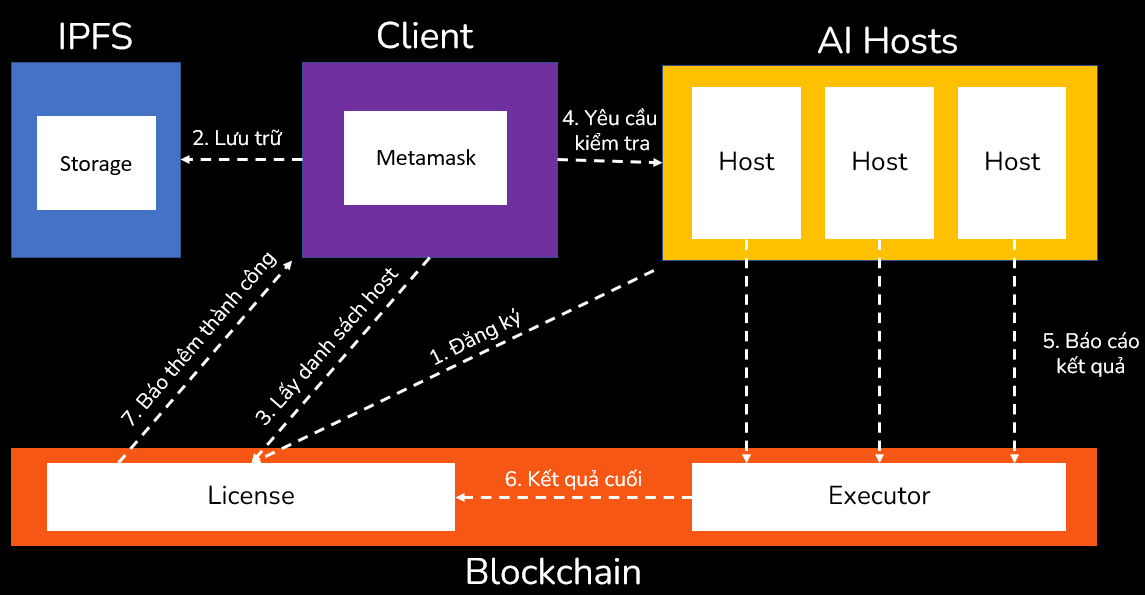 IPFS
Client
AI Hosts
Storage
2. Lưu trữ
Metamask
4. Yêu cầu
kiểm tra
Host
Host
Host
7. Báo thêm thành công
3. Lấy danh sách host
1. Đăng ký
5. Báo cáo
kết quả
License
6. Kết quả cuối
Executor
Blockchain